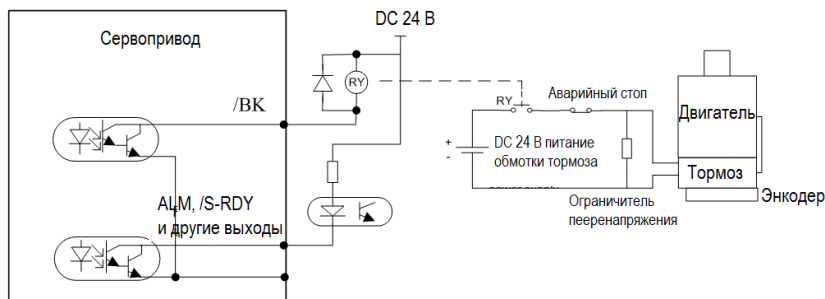 DC 24 В
Сервопривод
/BK
RY
RY
Аварийный стоп
Двигатель
+
-
DC 24 В питание
обмотки тормоза
Тормоз
Энкодер
Ограничитель
пееренапряжения
ALM, /S-RDY
и другие выходы